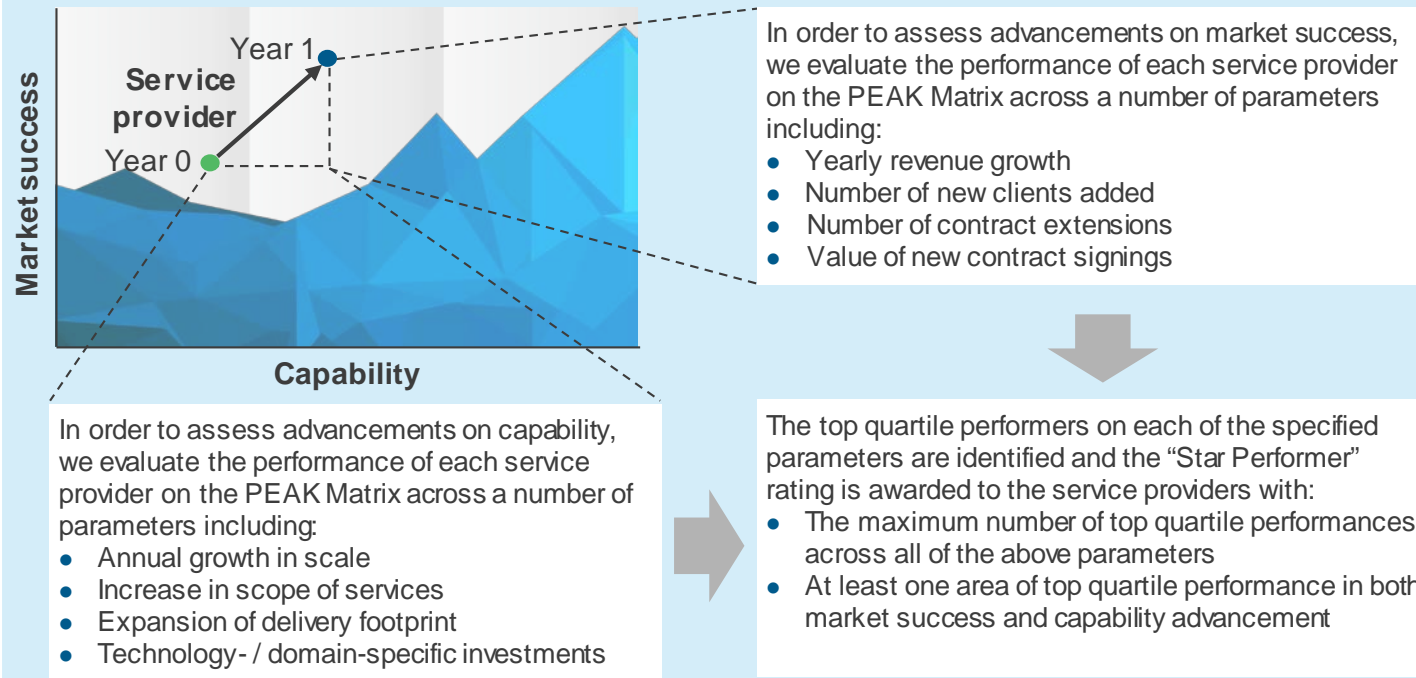 Market success
Year 1
Service
provider
Year 0
Capability
In order to assess advancements on market success,
we evaluate the performance of each service provider
on the PEAK Matrix across a number of parameters
including:
● Yearly revenue growth
● Number of new clients added
● Number of contract extensions
● Value of new contract signings
In order to assess advancements on capability,
we evaluate the performance of each service
provider on the PEAK Matrix across a number of
parameters including:
● Annual growth in scale
● Increase in scope of services
● Expansion of delivery footprint
● Technology- / domain-specific investments
The top quartile performers on each of the specified
parameters are identified and the “Star Performer”
rating is awarded to the service providers with:
● The maximum number of top quartile performances
across all of the above parameters
● At least one area of top quartile performance in both
market success and capability advancement